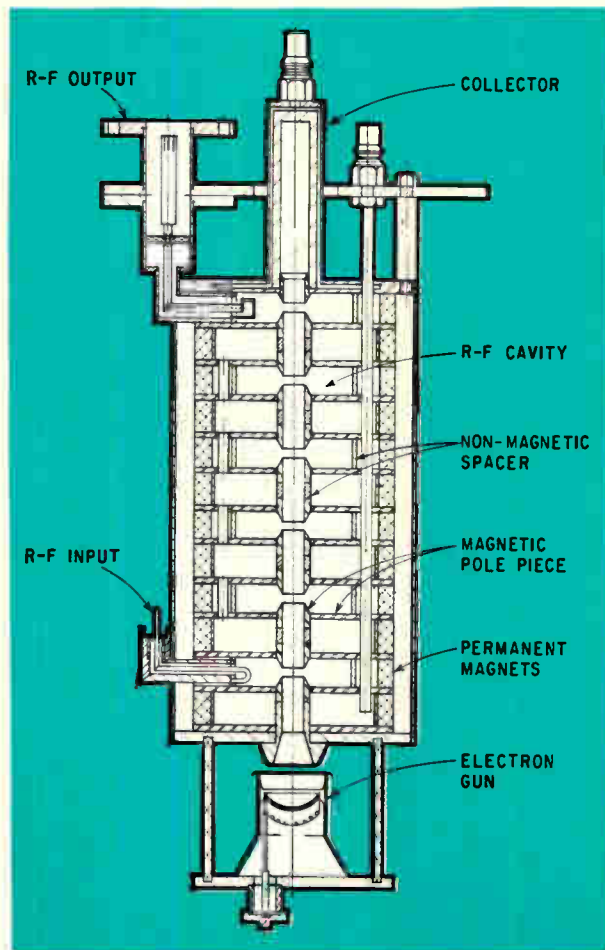 R-F OUTPUT
COLLECTOR
R-F CAVITY
NON-MAGNETIC
SPACER
R-F INPUT
MAGNETIC
POLE PIECE
PERMANENT
MAGNETS
ELECTRON
GUN